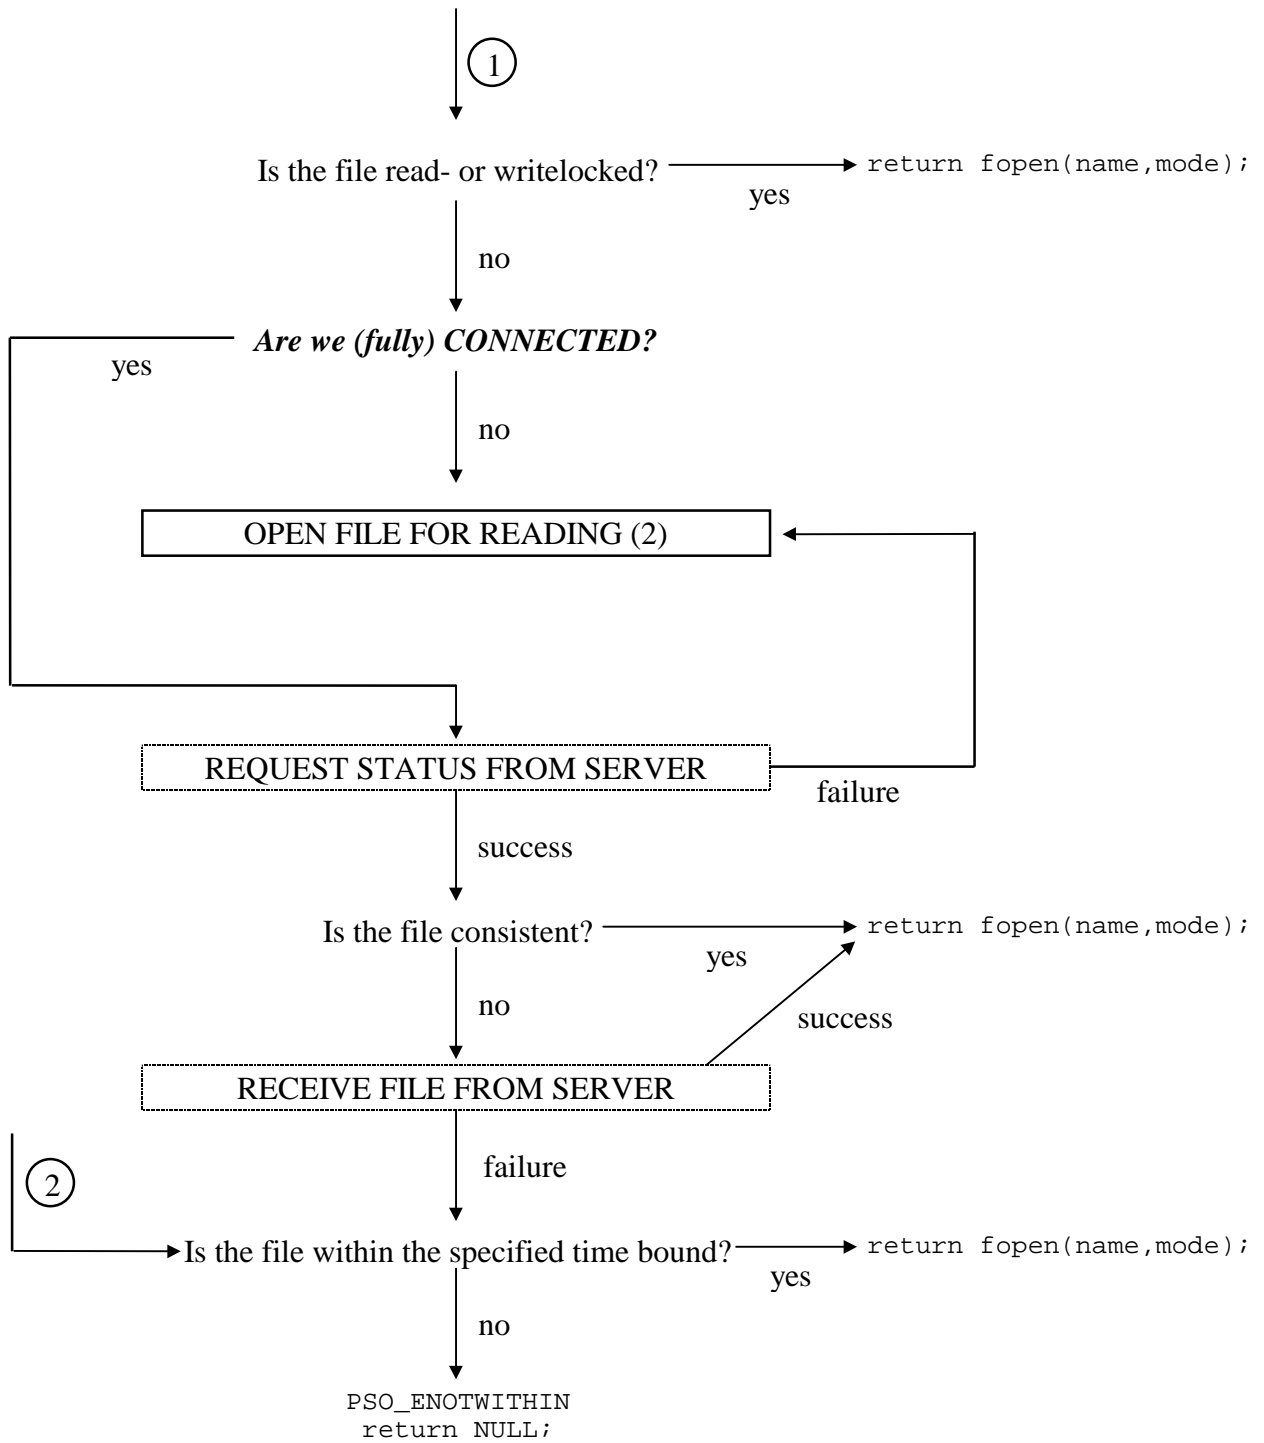 1
Is the file read- or writelocked?
return fopen(name,mode);
yes
no
Are we (fully) CONNECTED?
yes
no
OPEN FILE FOR READING (2)
REQUEST STATUS FROM SERVER
failure
success
Is the file consistent?
return fopen(name,mode);
yes
no
success
RECEIVE FILE FROM SERVER
failure
2
Is the file within the specified time bound?
return fopen(name,mode);
yes
no
PSO_ENOTWITHIN
return NULL;